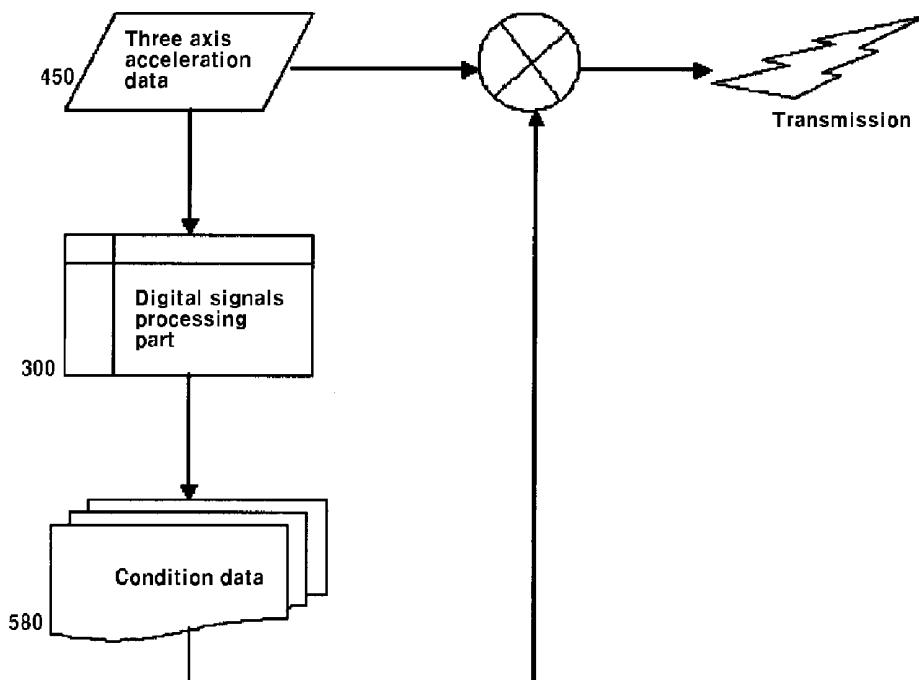 Three axis
acceleration
data
450
Transmission
Digital signals
processing
part
300
Condition data
580